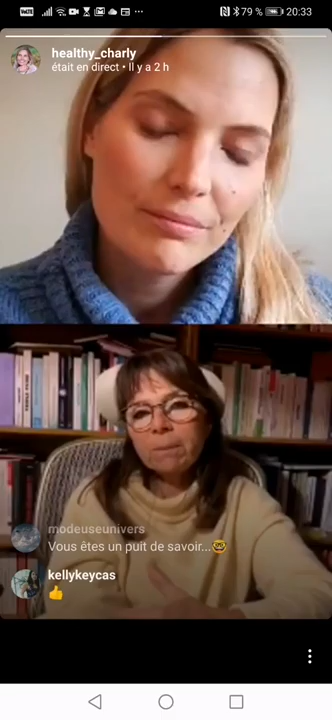 79 % 20:33
healthy_charly
était en direct • Il y a 2 h
modeuseunivers
Vous êtes un puit de savoir...🤓
kellykeycas
👍